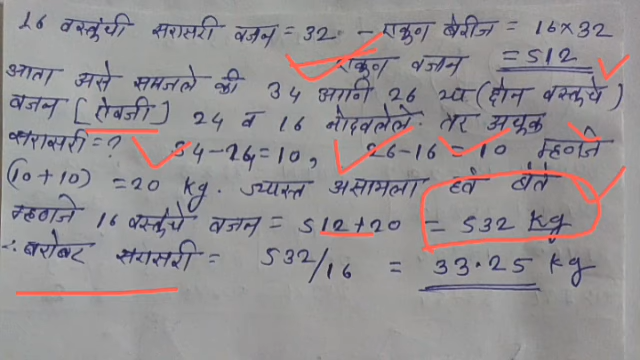 16 वस्तुंची सरासरी वजन = 32 - एकुण बेरीज = 16×32
एकुण वजन = 512
आता असे समजले की 34 आणि 26 च्या (दोन वस्तूंचे)
वजन [ऐवजी] 24 व 16 नोंदवलेले. तर अचूक
सरासरी = ? 34-24=10, 26-16=10 म्हणजे
(10+10) = 20 kg. ज्यास्त असायला हवे होते
म्हणजे 16 वस्तुंचे वजन = 512+20 = 532 kg
∴ बरोबर सरासरी = 532/16 = 33.25 kg